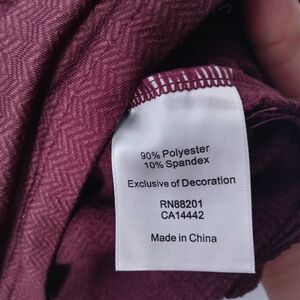 90% Polyester
10% Spandex
Exclusive of Decoration
RN88201
CA14442
Made in China